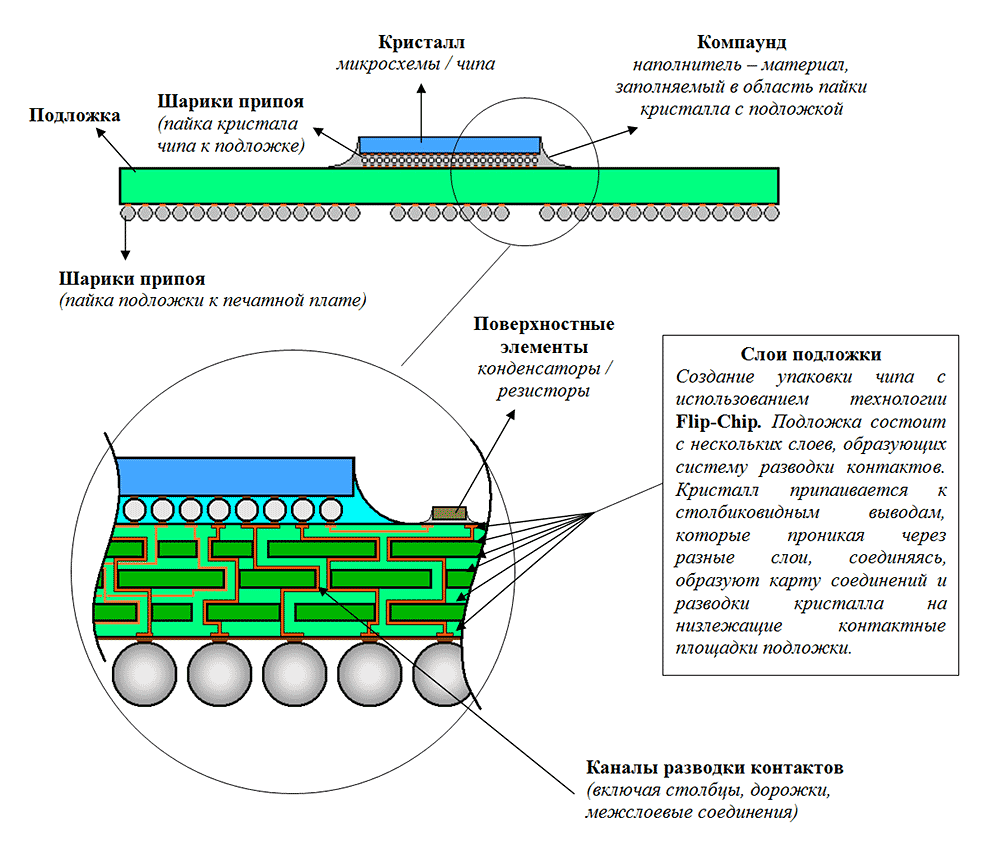 Кристалл
микросхемы / чипа
Компаунд
наполнитель – материал,
заполняемый в область пайки
кристалла с подложкой
Шарики припоя
(пайка кристала
чипа к подложке)
Подложка
Шарики припоя
(пайка подложки к печатной плате)
Поверхностные
элементы
конденсаторы /
резисторы
Слои подложки
Создание упаковки чипа с
использованием технологии
Flip-Chip. Подложка состоит
с нескольких слоев, образующих
систему разводки контактов.
Кристалл припаивается к
столбиковидным выводам,
которые проникая через
разные слои, соединяясь,
образуют карту соединений и
разводки кристалла на
низлежащие контактные
площадки подложки.
Каналы разводки контактов
(включая столбцы, дорожки,
межслоевые соединения)